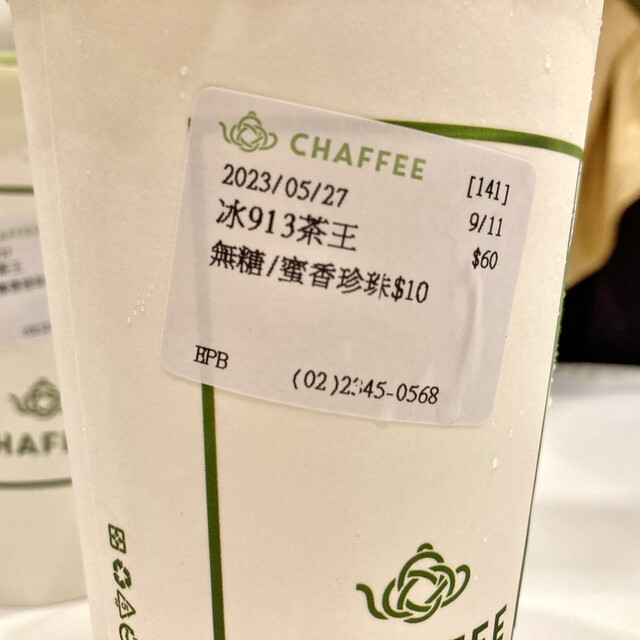 CHAFFEE
2023/05/27 [141]
冰913茶王 9/11
無糖/蜜香珍珠$10 $60
EPB (02)2345-0568
CHAFFEE